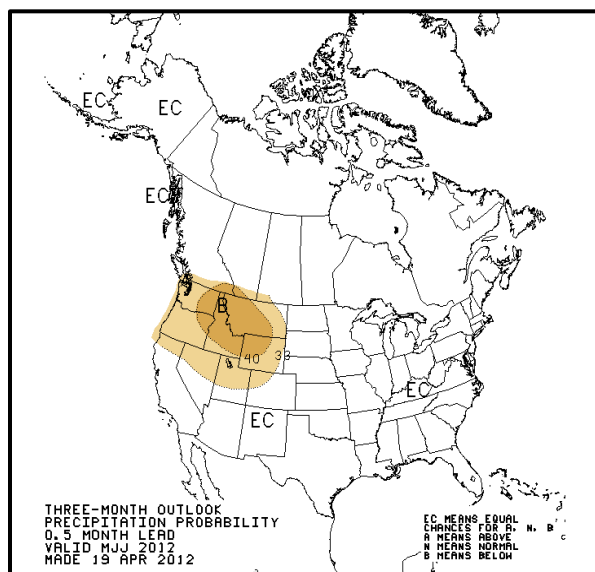 EC
EC
EC
B
40 33
EC
EC
THREE-MONTH OUTLOOK
PRECIPITATION PROBABILITY
0.5 MONTH LEAD
VALID MJJ 2012
MADE 19 APR 2012
EC MEANS EQUAL
CHANCES FOR A, N, B
A MEANS ABOVE
N MEANS NORMAL
B MEANS BELOW